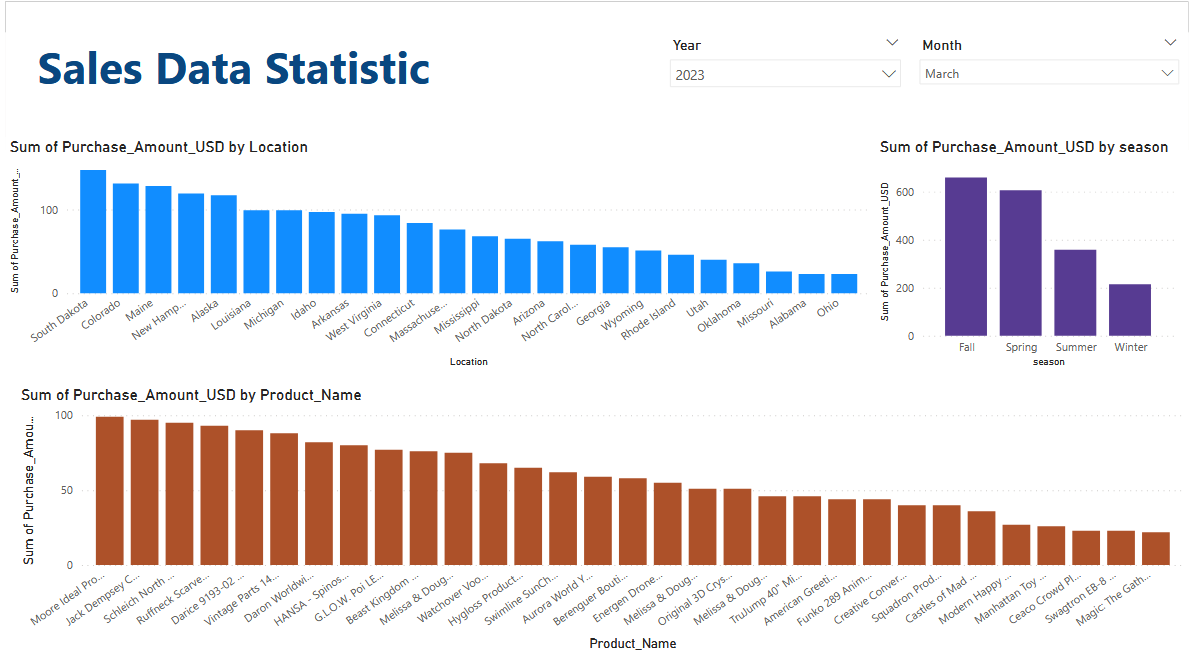 Sales Data Statistic
Year
2023
Month
March
Sum of Purchase_Amount_USD by Location
Sum of Purchase_Amount_...
100
0
South Dakota
Colorado
Maine
New Hamp...
Alaska
Louisiana
Michigan
Idaho
Arkansas
West Virginia
Connecticut
Massachuse...
Mississippi
North Dakota
Arizona
North Carol...
Georgia
Wyoming
Rhode Island
Utah
Oklahoma
Missouri
Alabama
Ohio
Location
Sum of Purchase_Amount_USD by season
Sum of Purchase_Amount_USD
600
400
200
0
Fall
Spring
Summer
Winter
season
Sum of Purchase_Amount_USD by Product_Name
Sum of Purchase_Amou...
100
50
0
Moore Ideal Pro...
Jack Dempsey C...
Schleich North ...
Ruffneck Scarve...
Darice 9193-02 ...
Vintage Parts 14...
Daron Worldwi...
HANSA - Spinos...
G.L.O.W. Poi LE...
Beast Kingdom ...
Melissa & Doug...
Watchover Voo...
Hygloss Product...
Swimline SunCh...
Aurora World Y...
Berenguer Bouti...
Energen Drone...
Melissa & Doug...
Original 3D Crys...
Melissa & Doug...
TruJump 40" Mi...
American Greeti...
Funko 289 Anim...
Creative Conver...
Squadron Prod...
Castles of Mad ...
Modern Happy ...
Manhattan Toy ...
Ceaco Crowd Pl...
Swagtron EB-8 ...
Magic: The Gath...
Product_Name